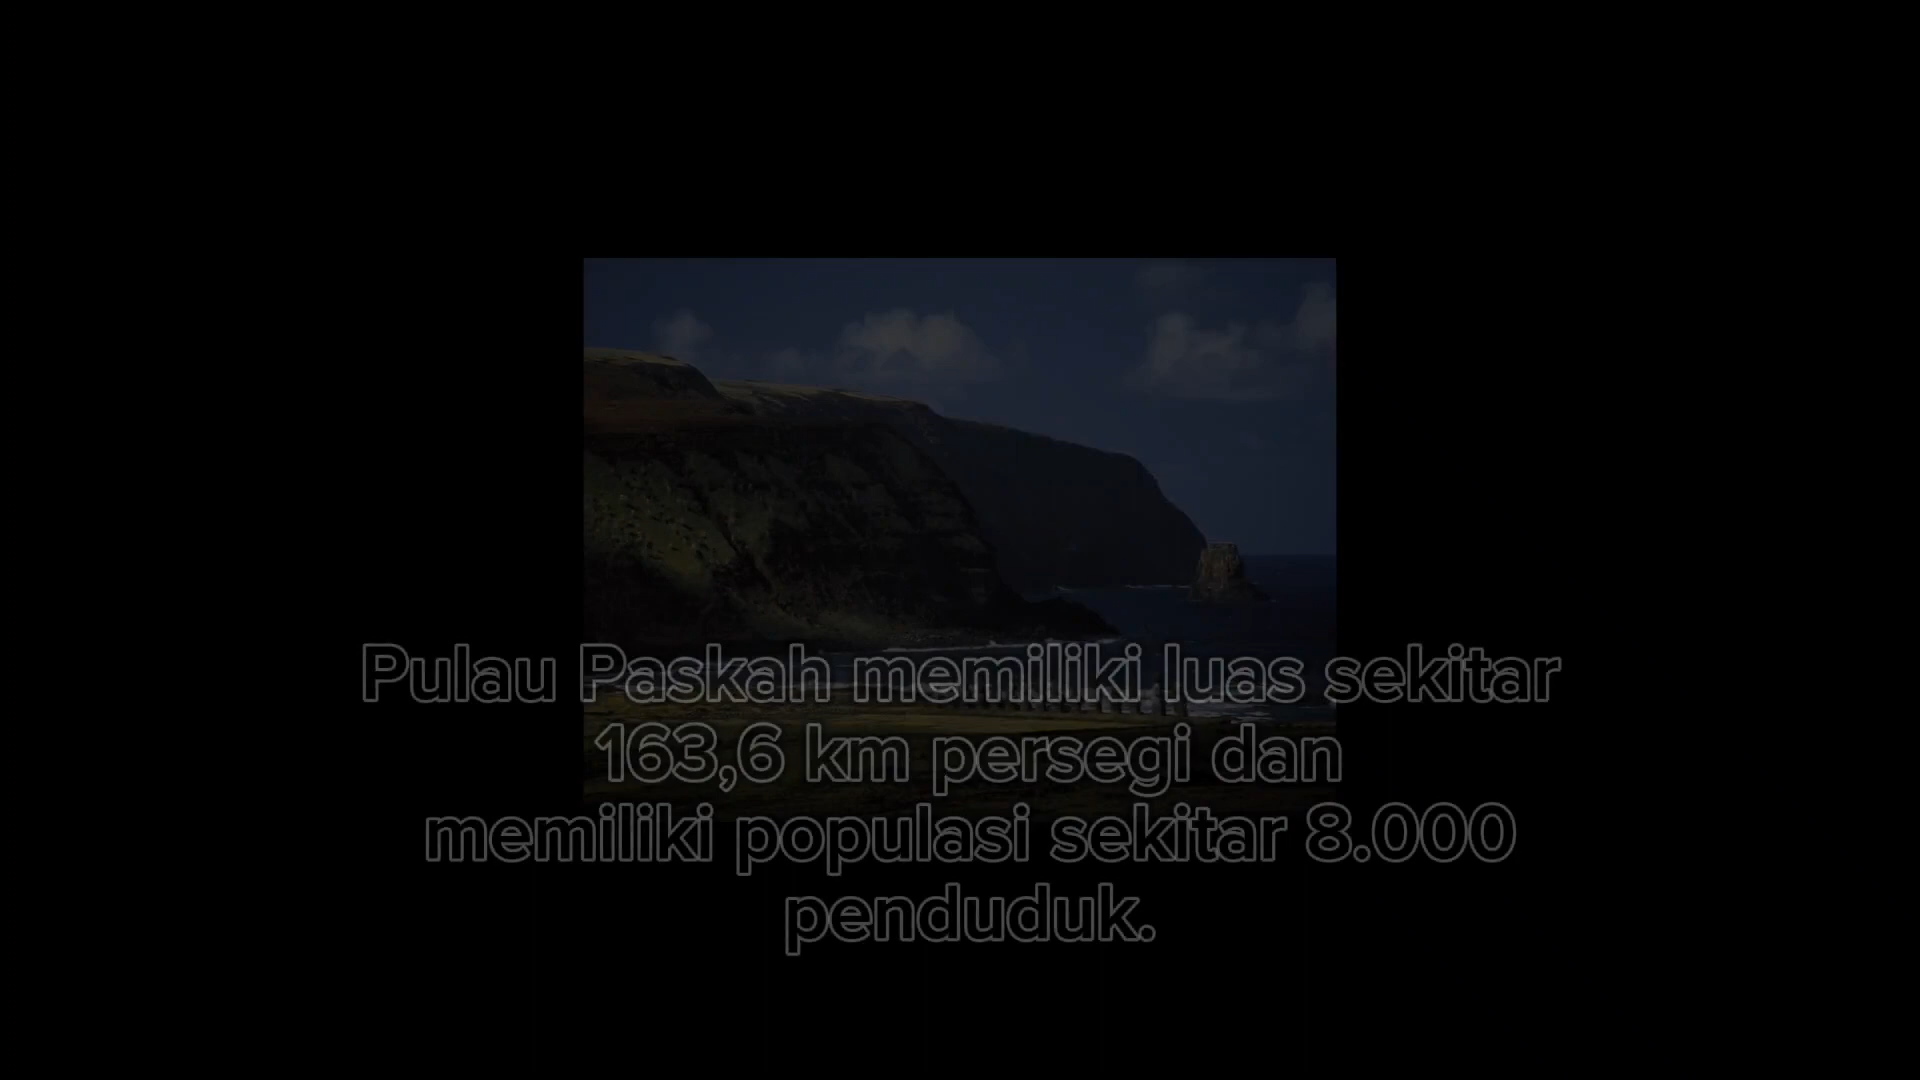 Pulau Paskah memiliki luas sekitar
163,6 km persegi dan
memiliki populasi sekitar 8.000
penduduk.